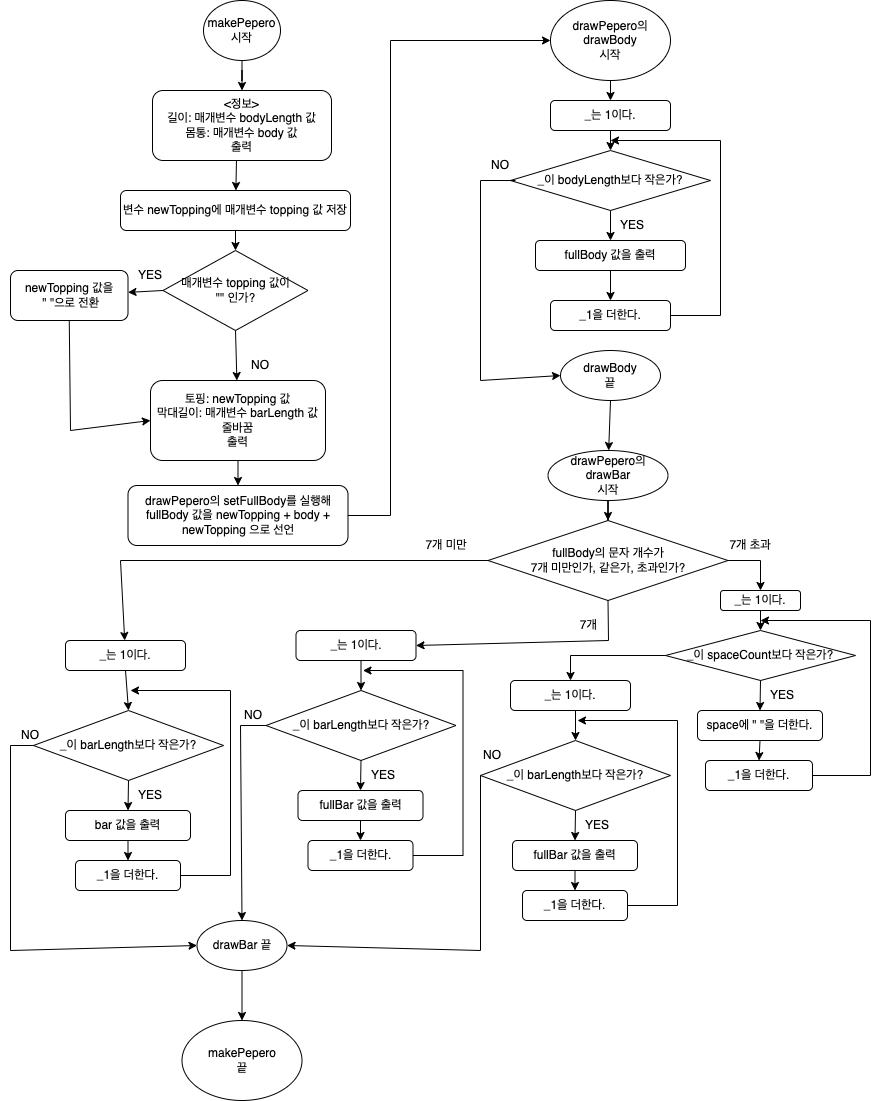 makePepero
시작
<정보>
길이: 매개변수 bodyLength 값
몸통: 매개변수 body 값
출력
변수 newTopping에 매개변수 topping 값 저장
매개변수 topping 값이
"" 인가?
YES
newTopping 값을
" "으로 전환
NO
토핑: newTopping 값
막대길이: 매개변수 barLength 값
줄바꿈
출력
drawPepero의 setFullBody를 실행해
fullBody 값을 newTopping + body +
newTopping 으로 선언
drawPepero의
drawBody
시작
_는 1이다.
_이 bodyLength보다 작은가?
NO
YES
fullBody 값을 출력
_1을 더한다.
drawBody
끝
drawPepero의
drawBar
시작
fullBody의 문자 개수가
7개 미만인가, 같은가, 초과인가?
7개 미만
7개
7개 초과
_는 1이다.
_이 barLength보다 작은가?
NO
YES
bar 값을 출력
_1을 더한다.
_는 1이다.
_이 barLength보다 작은가?
NO
YES
fullBar 값을 출력
_1을 더한다.
_는 1이다.
_이 spaceCount보다 작은가?
YES
space에 " "을 더한다.
_1을 더한다.
_는 1이다.
_이 barLength보다 작은가?
NO
YES
fullBar 값을 출력
_1을 더한다.
drawBar 끝
makePepero
끝